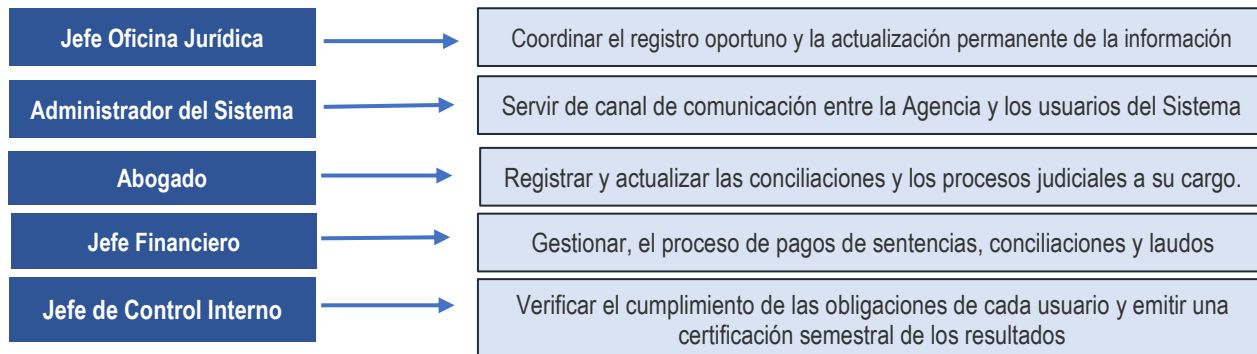 Jefe Oficina Jurídica
Coordinar el registro oportuno y la actualización permanente de la información
Administrador del Sistema
Servir de canal de comunicación entre la Agencia y los usuarios del Sistema
Abogado
Registrar y actualizar las conciliaciones y los procesos judiciales a su cargo.
Jefe Financiero
Gestionar, el proceso de pagos de sentencias, conciliaciones y laudos
Jefe de Control Interno
Verificar el cumplimiento de las obligaciones de cada usuario y emitir una
certificación semestral de los resultados